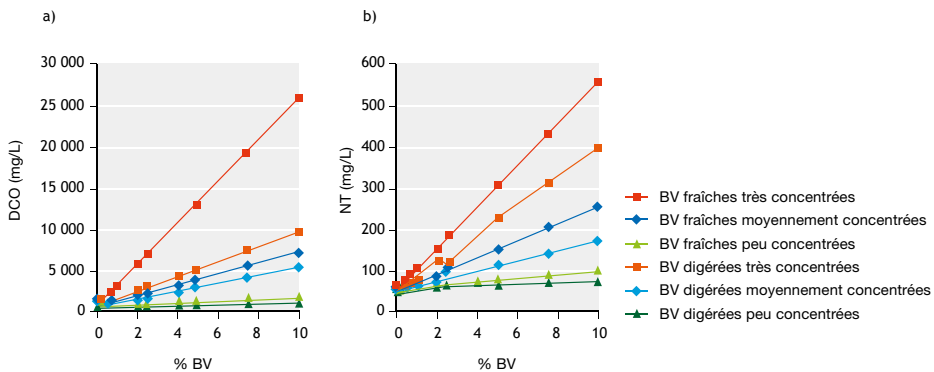 a)
30 000
25 000
20 000
15 000
10 000
5 000
0
DCO (mg/L)
0 2 4 6 8 10
% BV
b)
600
500
400
300
200
100
0
NT (mg/L)
0 2 4 6 8 10
% BV
BV fraîches très concentrées
BV fraîches moyennement concentrées
BV fraîches peu concentrées
BV digérées très concentrées
BV digérées moyennement concentrées
BV digérées peu concentrées